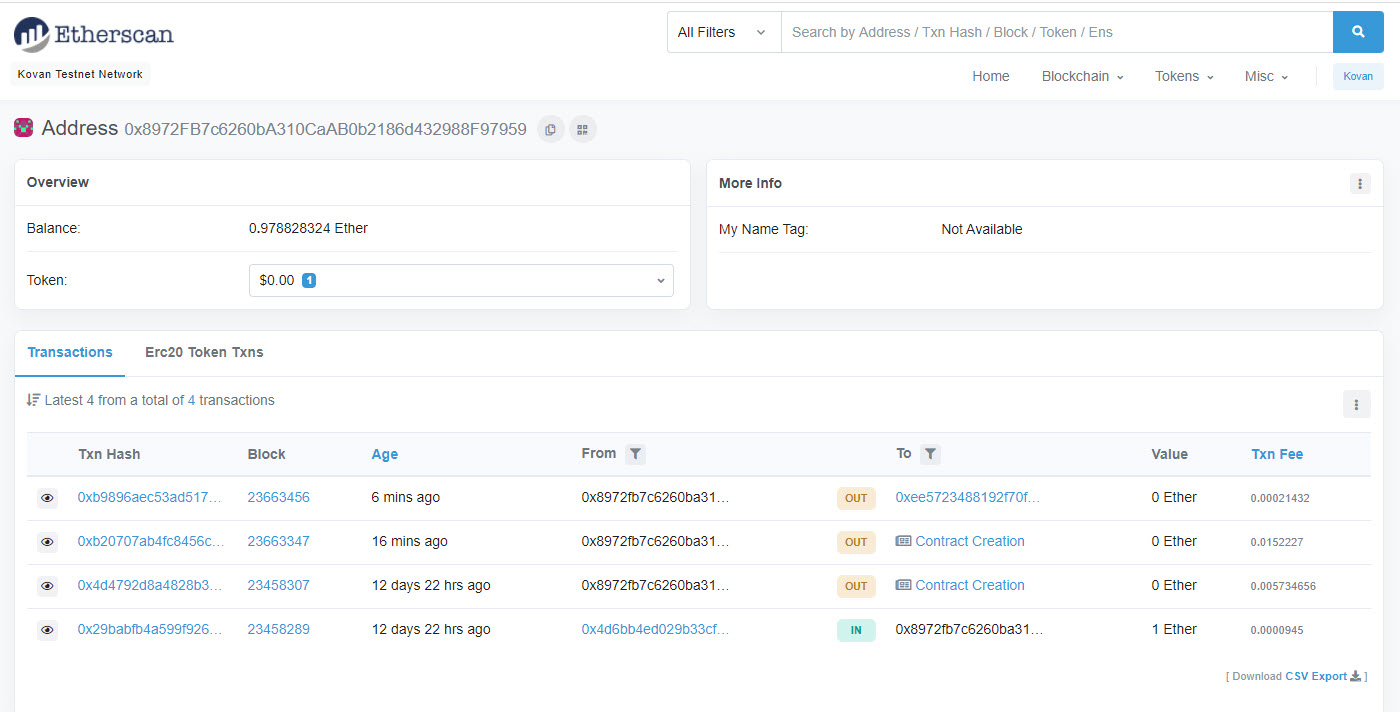 Etherscan
All Filters Search by Address / Txn Hash / Block / Token / Ens
Kovan Testnet Network
Home Blockchain Tokens Misc Kovan
Address 0x8972FB7c6260bA310CaAB0b2186d432988F97959
Overview
Balance: 0.978828324 Ether
Token: $0.00 1
More Info
My Name Tag: Not Available
Transactions Erc20 Token Txns
Latest 4 from a total of 4 transactions
Txn Hash Block Age From To Value Txn Fee
0xb9896aec53ad517... 23663456 6 mins ago 0x8972fb7c6260ba31... OUT 0xee5723488192f70f... 0 Ether 0.00021432
0xb20707ab4fc8456c... 23663347 16 mins ago 0x8972fb7c6260ba31... OUT Contract Creation 0 Ether 0.0152227
0x4d4792d8a4828b3... 23458307 12 days 22 hrs ago 0x8972fb7c6260ba31... OUT Contract Creation 0 Ether 0.005734656
0x29babfb4a599f926... 23458289 12 days 22 hrs ago 0x4d6bb4ed029b33cf... IN 0x8972fb7c6260ba31... 1 Ether 0.0000945
[ Download CSV Export ]